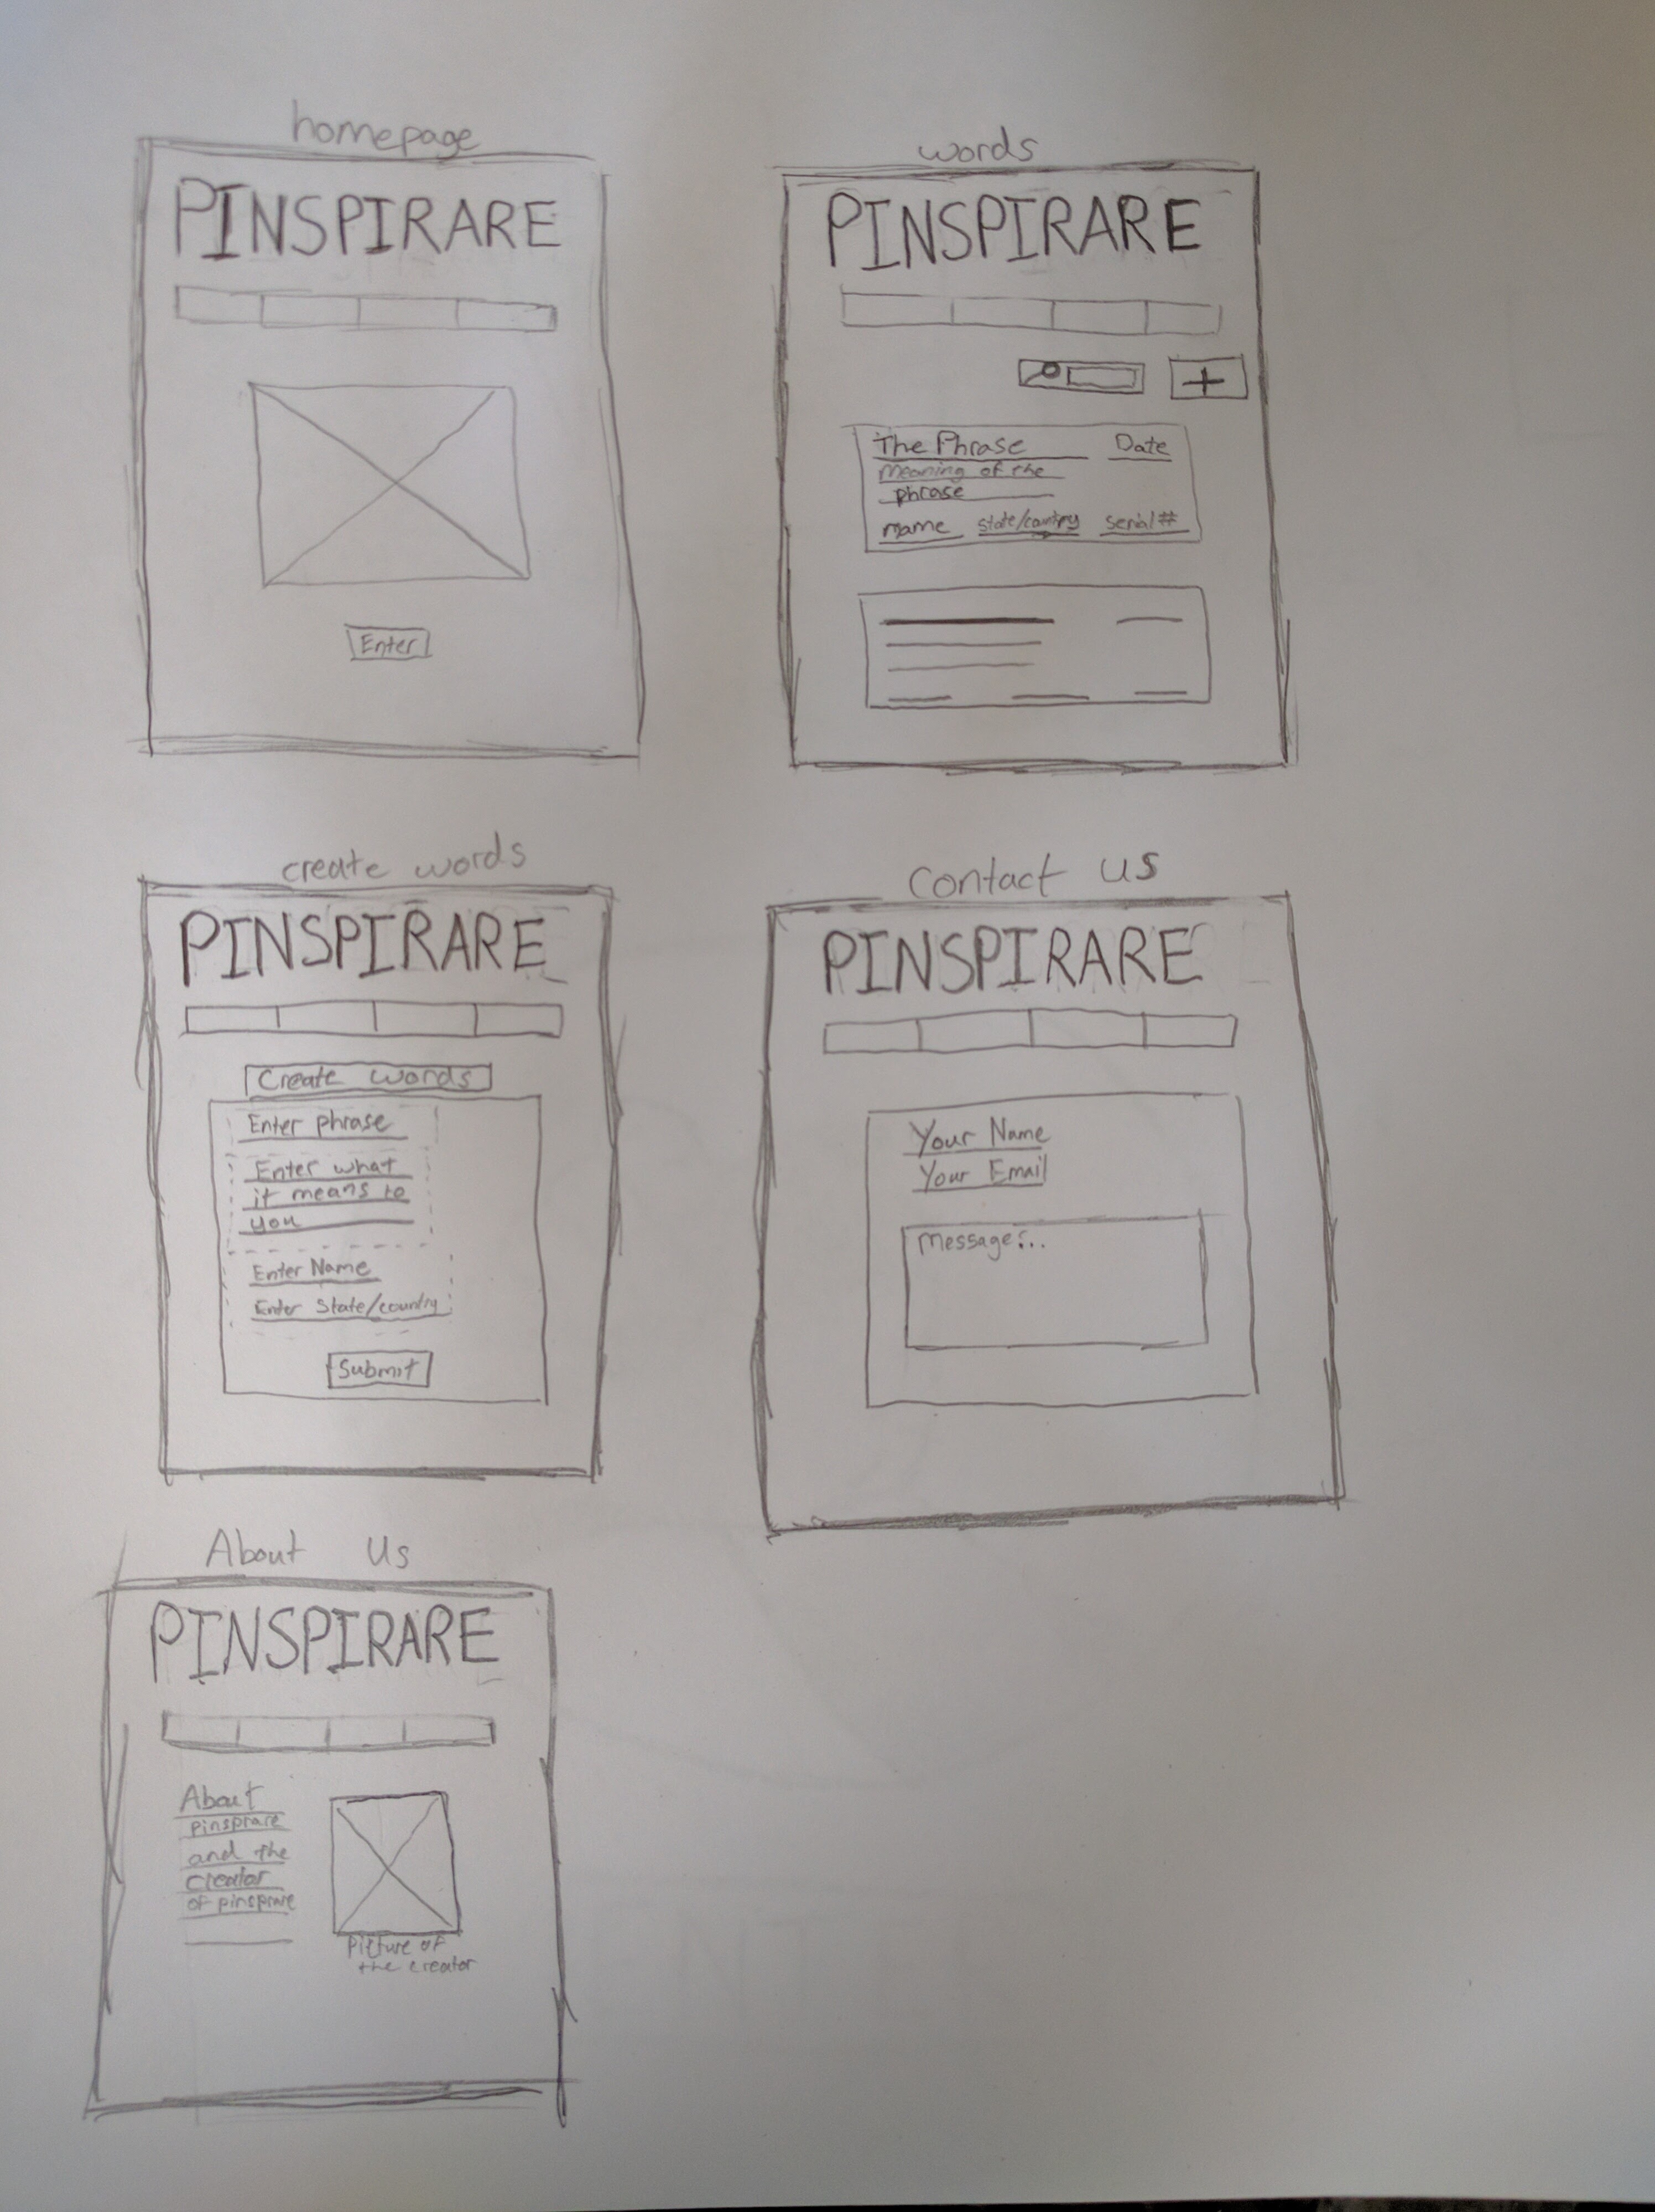 homepage
PINSPIRARE
Enter
words
PINSPIRARE
+
The Phrase Date
Meaning of the
phrase
name state/country serial#
create words
PINSPIRARE
Create words
Enter phrase
Enter what
it means to
you
Enter Name
Enter State/country
Submit
Contact us
PINSPIRARE
Your Name
Your Email
Message:...
About Us
PINSPIRARE
About
pinsprare
and the
creator
of pinsprare
Picture of
the creator